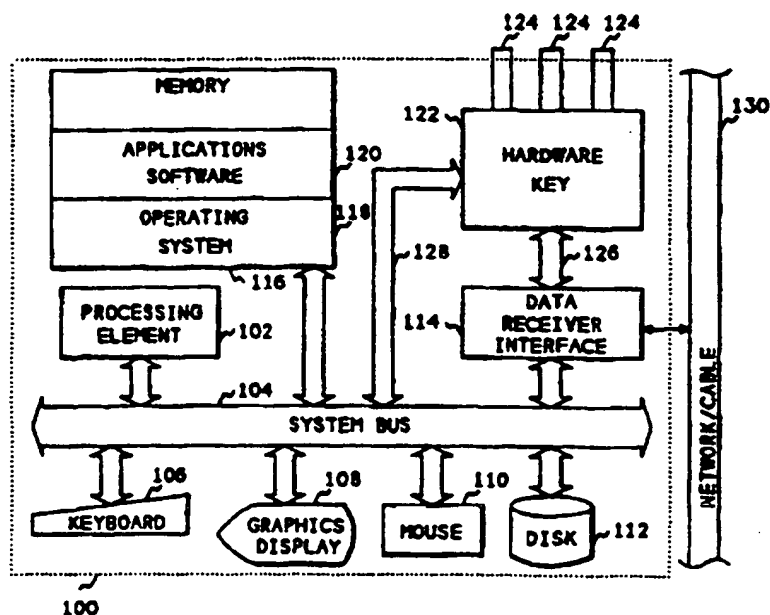 124 124 124
130
MEMORY
122
APPLICATIONS
SOFTWARE
120
HARDWARE
KEY
OPERATING
SYSTEM
118
116
128
126
PROCESSING
ELEMENT
102
114
DATA
RECEIVER
INTERFACE
104
SYSTEM BUS
NETWORK/CABLE
106
KEYBOARD
108
GRAPHICS
DISPLAY
110
MOUSE
DISK
112
100